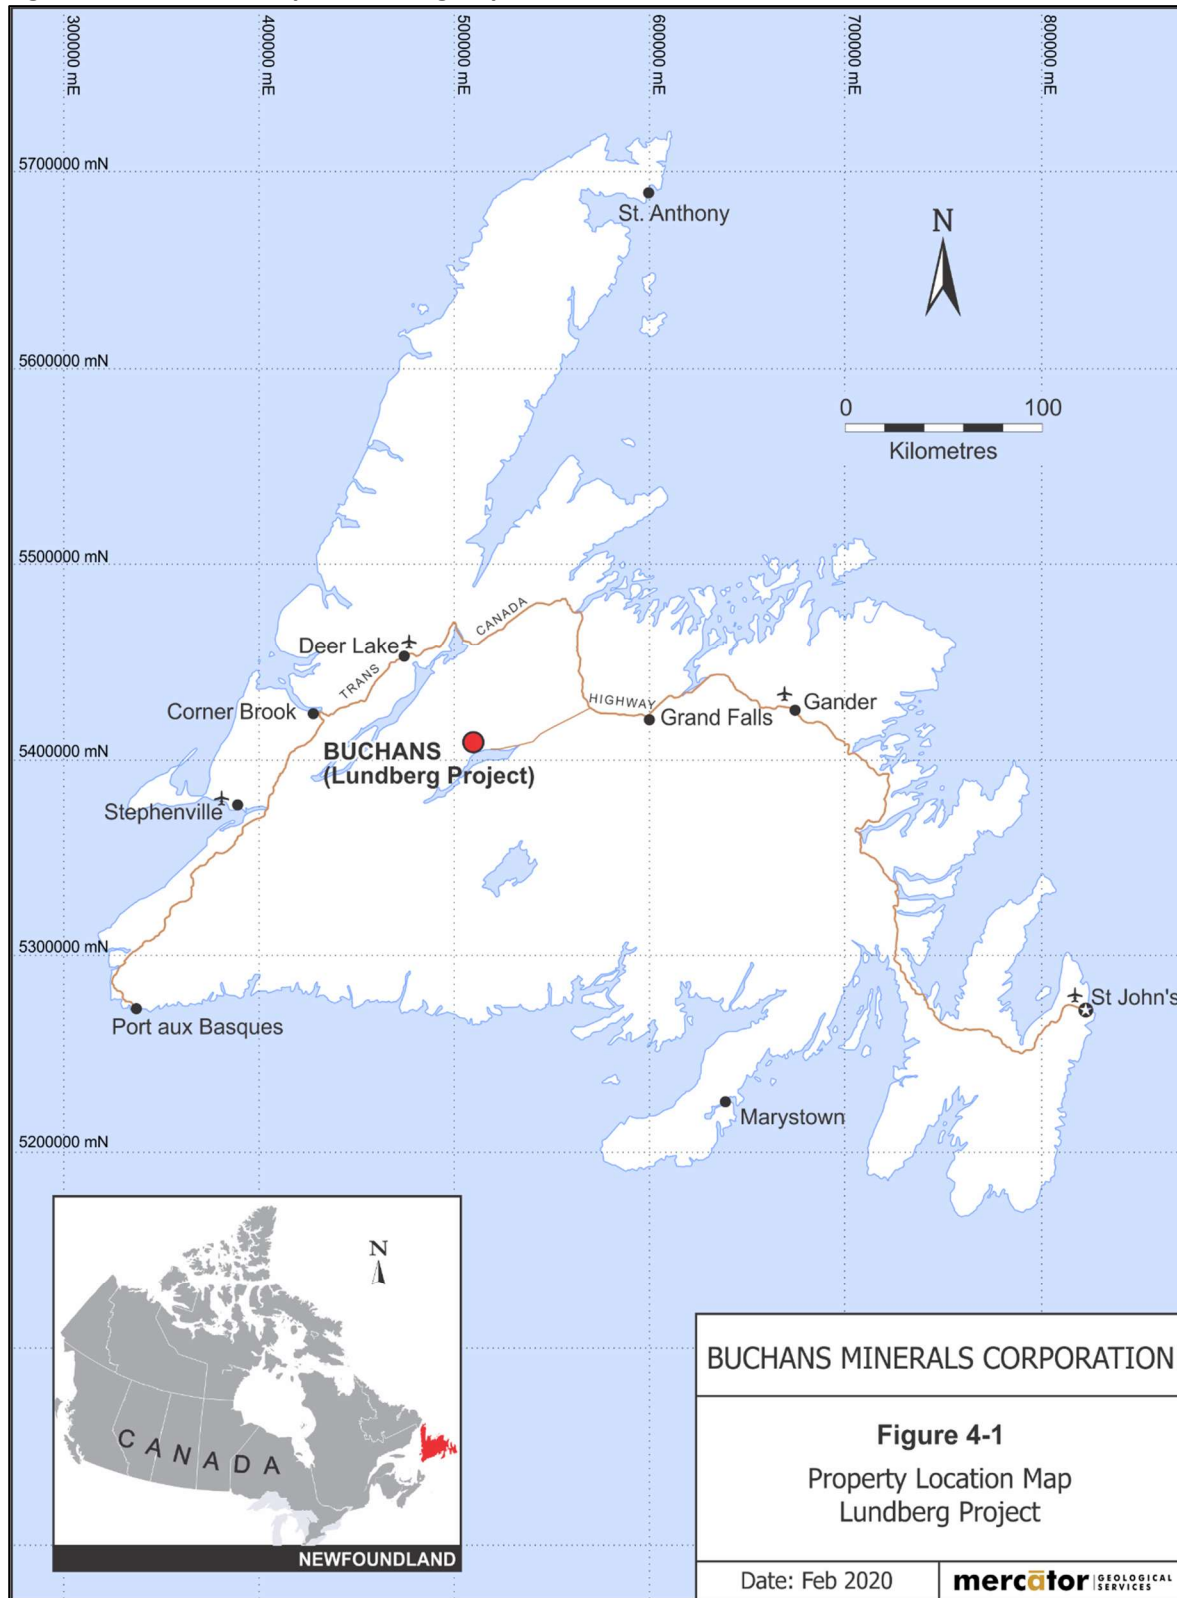 300000 mE
400000 mE
500000 mE
600000 mE
700000 mE
800000 mE
5700000 mN
St. Anthony
N
5600000 mN
0 100
Kilometres
5500000 mN
CANADA
Deer Lake
TRANS
HIGHWAY
Gander
Corner Brook
Grand Falls
BUCHANS
(Lundberg Project)
5400000 mN
Stephenville
5300000 mN
St John's
Port aux Basques
Marystown
5200000 mN
N
CANADA
NEWFOUNDLAND
BUCHANS MINERALS CORPORATION
Figure 4-1
Property Location Map
Lundberg Project
Date: Feb 2020
mercātor GEOLOGICAL
SERVICES